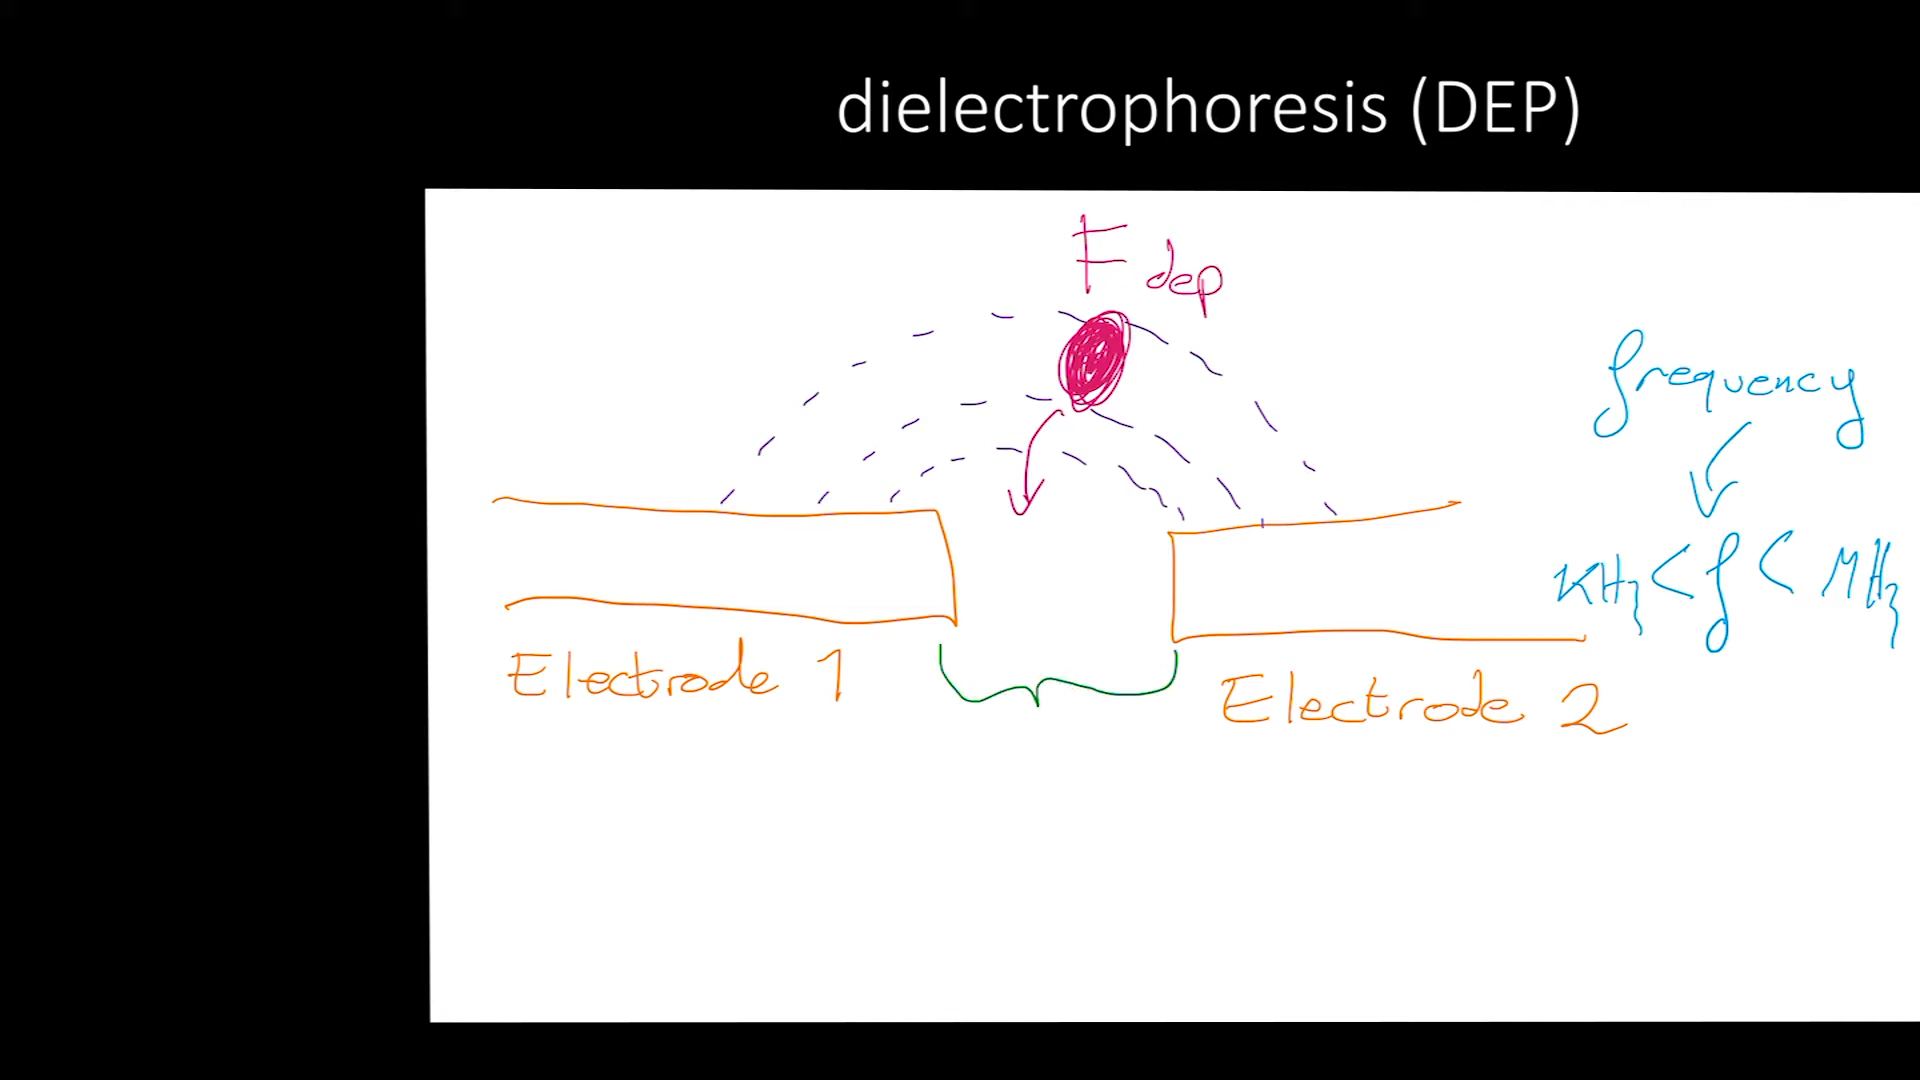 dielectrophoresis (DEP)
F dep
frequency
KHz < f < MHz
Electrode 1
Electrode 2